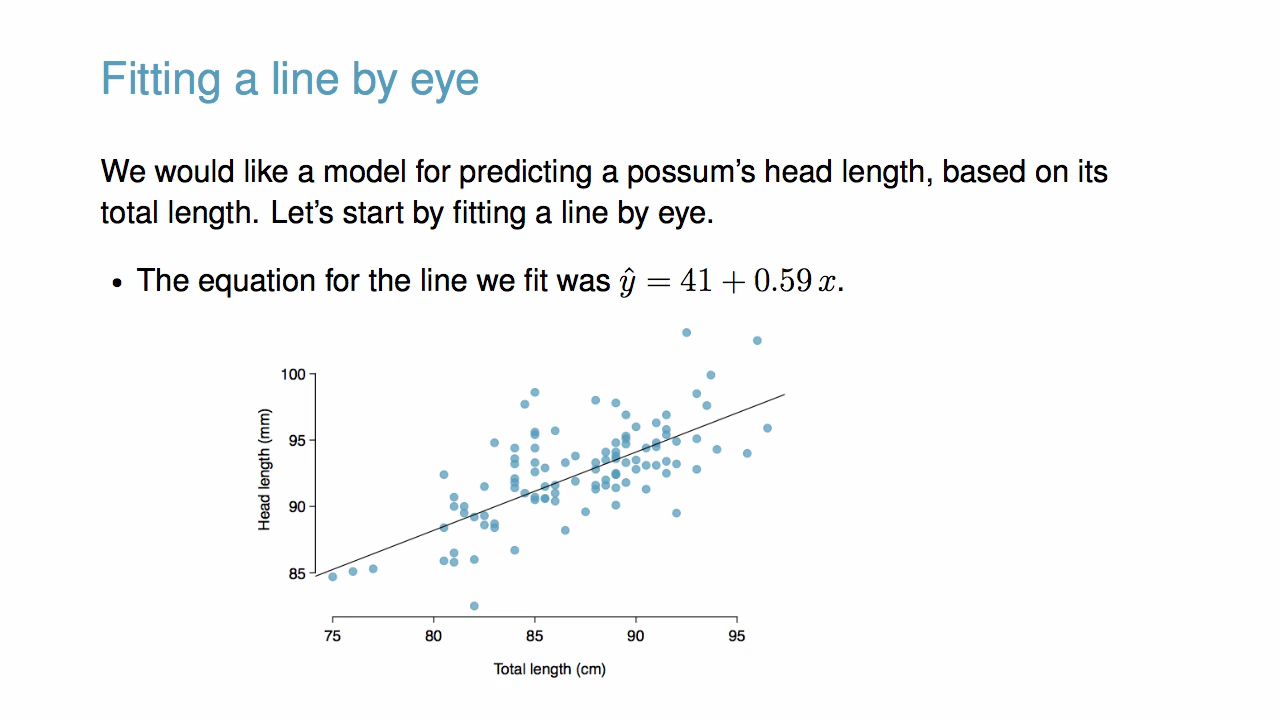 Fitting a line by eye
We would like a model for predicting a possum's head length, based on its
total length. Let's start by fitting a line by eye.
• The equation for the line we fit was ŷ = 41 + 0.59 x.
100
95
90
85
Head length (mm)
75 80 85 90 95
Total length (cm)